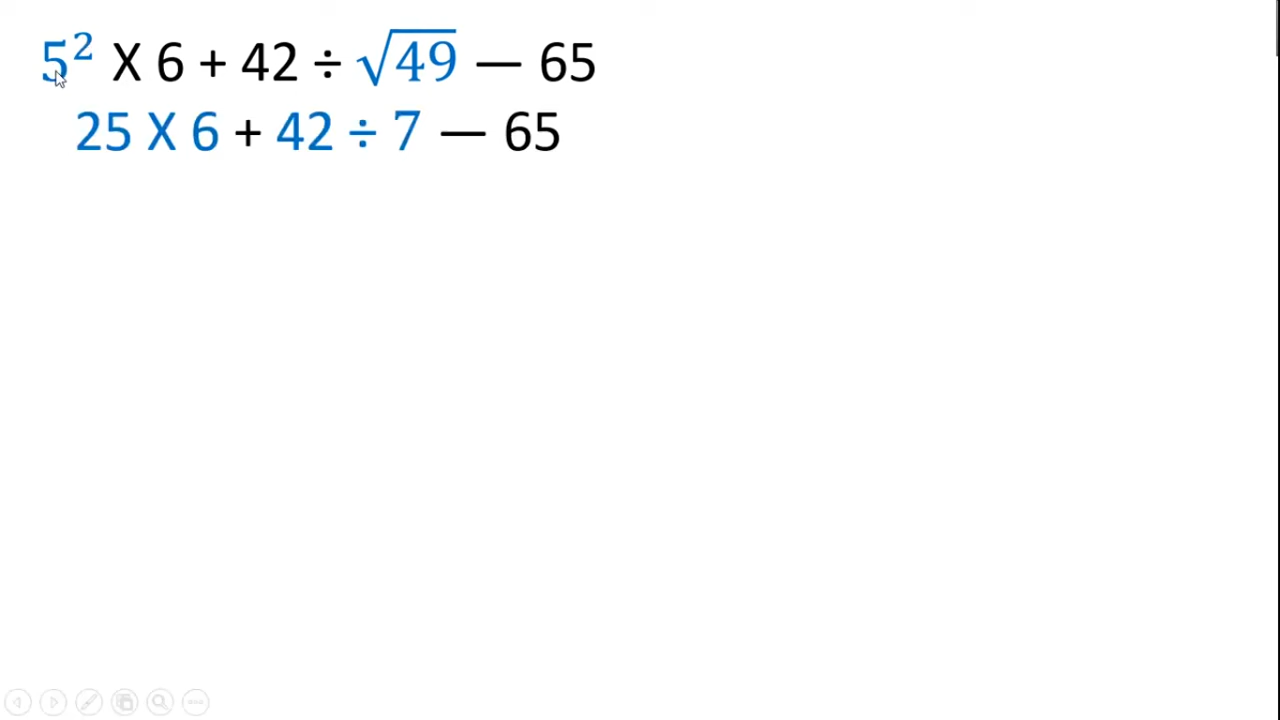 5² X 6 + 42 ÷ √49 — 65
25 X 6 + 42 ÷ 7 — 65